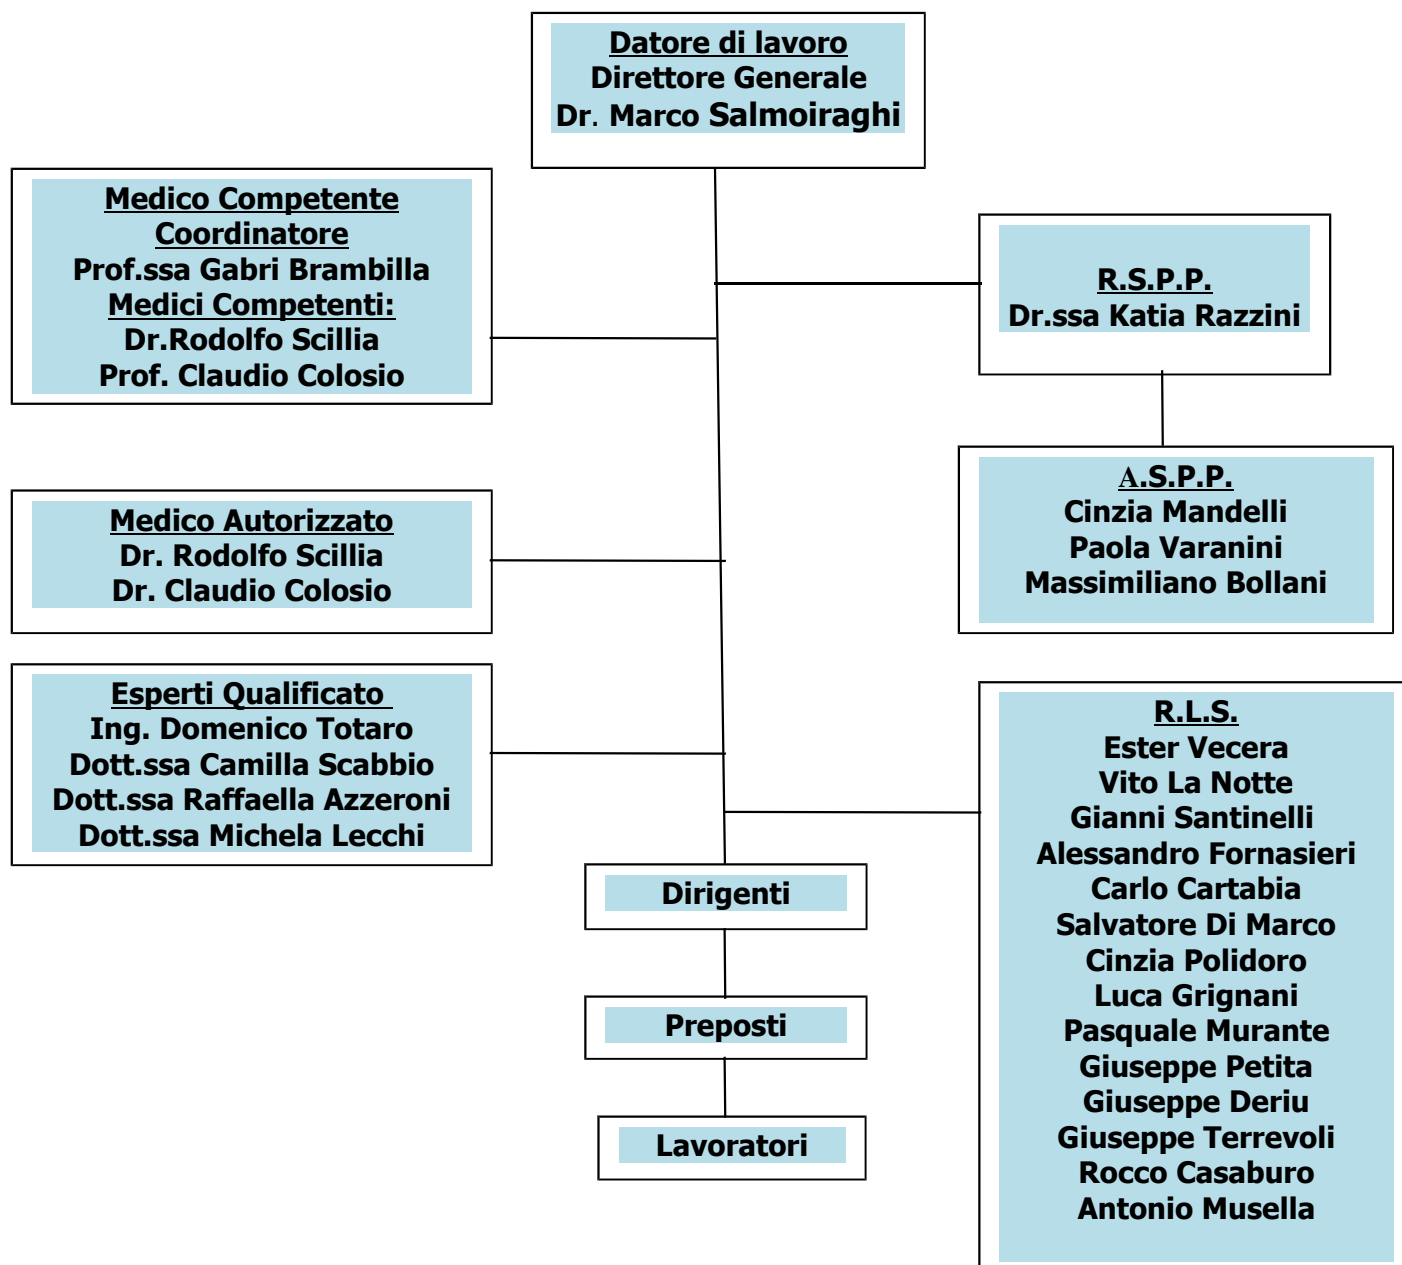 Datore di lavoro
Direttore Generale
Dr. Marco Salmoiraghi
Medico Competente
Coordinatore
Prof.ssa Gabri Brambilla
Medici Competenti:
Dr.Rodolfo Scillia
Prof. Claudio Colosio
R.S.P.P.
Dr.ssa Katia Razzini
A.S.P.P.
Cinzia Mandelli
Paola Varanini
Massimiliano Bollani
Medico Autorizzato
Dr. Rodolfo Scillia
Dr. Claudio Colosio
Esperti Qualificato
Ing. Domenico Totaro
Dott.ssa Camilla Scabbio
Dott.ssa Raffaella Azzeroni
Dott.ssa Michela Lecchi
R.L.S.
Ester Vecera
Vito La Notte
Gianni Santinelli
Alessandro Fornasieri
Carlo Cartabia
Salvatore Di Marco
Cinzia Polidoro
Luca Grignani
Pasquale Murante
Giuseppe Petita
Giuseppe Deriu
Giuseppe Terrevoli
Rocco Casaburo
Antonio Musella
Dirigenti
Preposti
Lavoratori